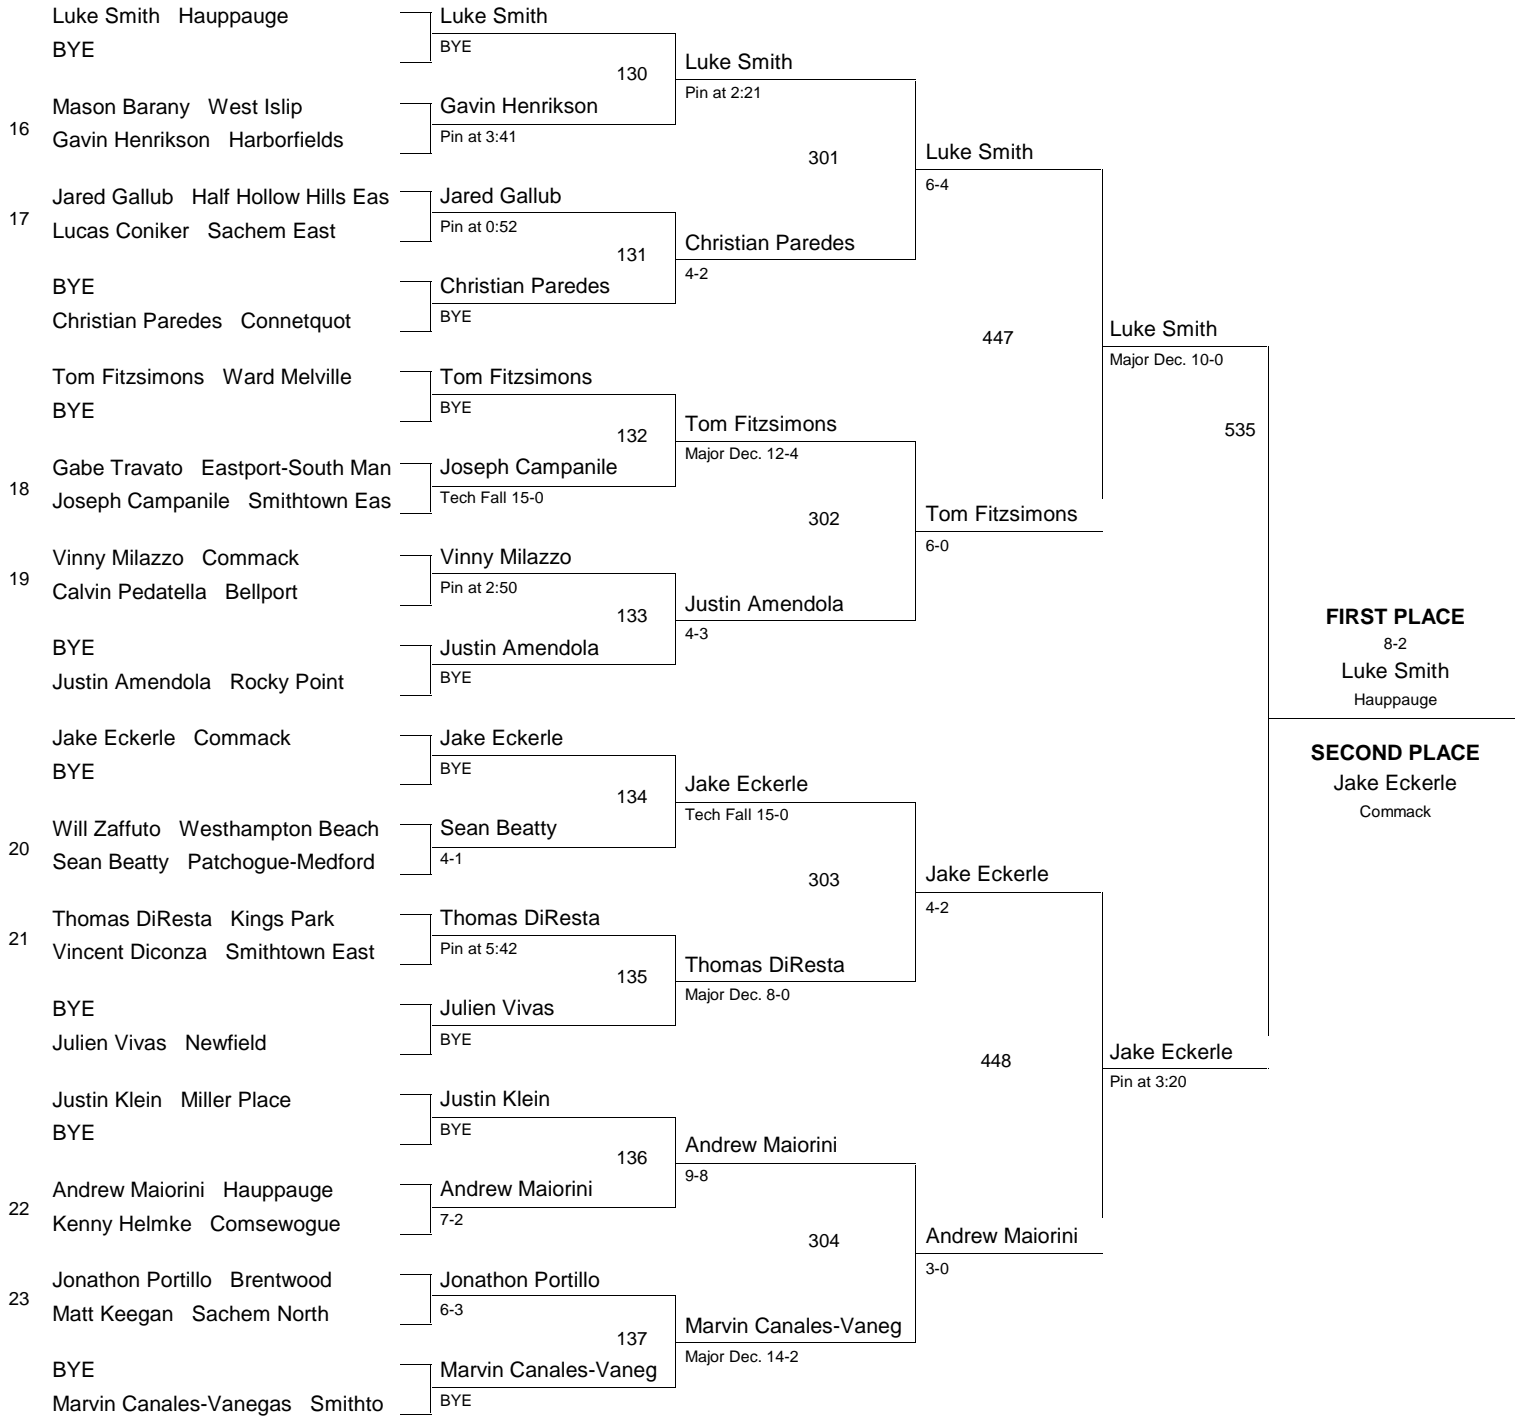 Luke Smith Hauppauge
BYE
16
Mason Barany West Islip
Gavin Henrikson Harborfields
17
Jared Gallub Half Hollow Hills Eas
Lucas Coniker Sachem East
BYE
Christian Paredes Connetquot
Tom Fitzsimons Ward Melville
BYE
18
Gabe Travato Eastport-South Man
Joseph Campanile Smithtown Eas
19
Vinny Milazzo Commack
Calvin Pedatella Bellport
BYE
Justin Amendola Rocky Point
Jake Eckerle Commack
BYE
20
Will Zaffuto Westhampton Beach
Sean Beatty Patchogue-Medford
21
Thomas DiResta Kings Park
Vincent Diconza Smithtown East
BYE
Julien Vivas Newfield
Justin Klein Miller Place
BYE
22
Andrew Maiorini Hauppauge
Kenny Helmke Comsewogue
23
Jonathon Portillo Brentwood
Matt Keegan Sachem North
BYE
Marvin Canales-Vanegas Smithto
Luke Smith
BYE
130
Gavin Henrikson
Pin at 3:41
Jared Gallub
Pin at 0:52
131
Christian Paredes
BYE
Tom Fitzsimons
BYE
132
Joseph Campanile
Tech Fall 15-0
Vinny Milazzo
Pin at 2:50
133
Justin Amendola
BYE
Jake Eckerle
BYE
134
Sean Beatty
4-1
Thomas DiResta
Pin at 5:42
135
Julien Vivas
BYE
Justin Klein
BYE
136
Andrew Maiorini
7-2
Jonathon Portillo
6-3
137
Marvin Canales-Vaneg
BYE
Luke Smith
Pin at 2:21
301
Christian Paredes
4-2
Tom Fitzsimons
Major Dec. 12-4
302
Justin Amendola
4-3
Jake Eckerle
Tech Fall 15-0
303
Thomas DiResta
Major Dec. 8-0
Andrew Maiorini
9-8
304
Marvin Canales-Vaneg
Major Dec. 14-2
Luke Smith
6-4
447
Tom Fitzsimons
6-0
Jake Eckerle
4-2
448
Andrew Maiorini
3-0
Luke Smith
Major Dec. 10-0
535
Jake Eckerle
Pin at 3:20
FIRST PLACE
8-2
Luke Smith
Hauppauge
SECOND PLACE
Jake Eckerle
Commack